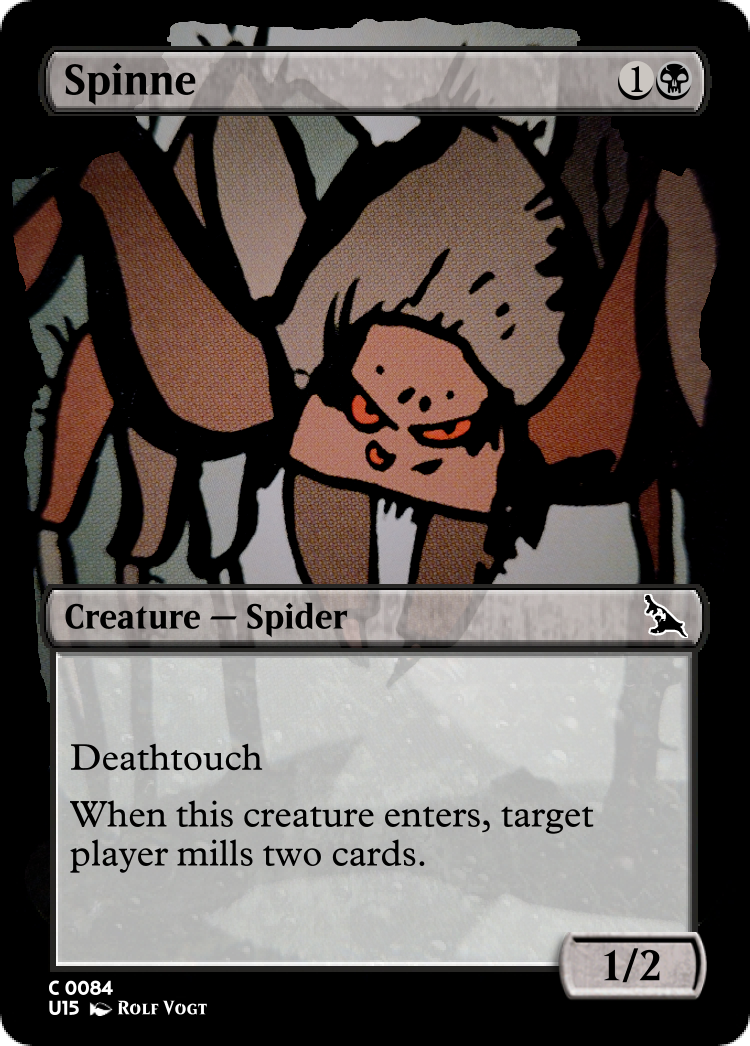 Spinne 1
Creature — Spider
Deathtouch
When this creature enters, target
player mills two cards.
1/2
C 0084
U15 Rolf Vogt